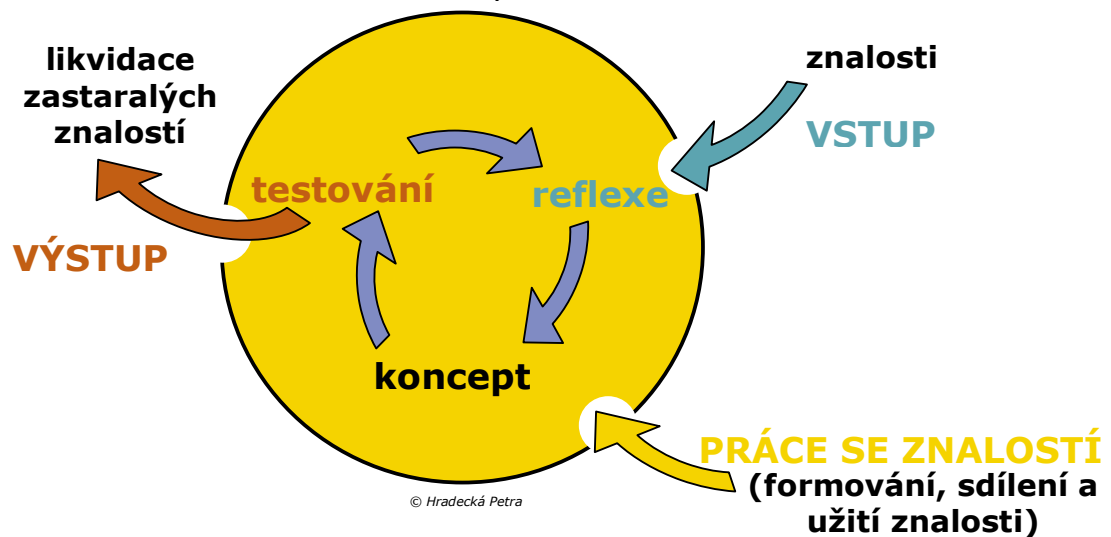 likvidace
zastaralých
znalostí
znalosti
VSTUP
testování
reflexe
VÝSTUP
koncept
PRÁCE SE ZNALOSTÍ
(formování, sdílení a
užití znalosti)
© Hradecká Petra